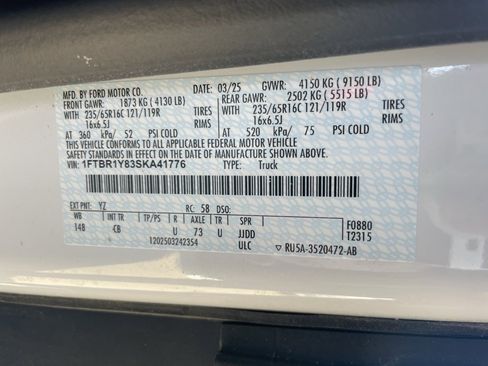 MFD. BY FORD MOTOR CO. 03/25 GVWR: 4150 KG ( 9150 LB)
FRONT GAWR: 1873 KG ( 4130 LB) REAR GAWR: 2502 KG ( 5515 LB)
235/65R16C 121/119R TIRES 235/65R16C 121/119R TIRES
16x6.5J RIMS 16x6.5J RIMS
AT 360 kPa/ 52 PSI COLD AT 520 kPa/ 75 PSI COLD
THIS VEHICLE CONFORMS TO ALL APPLICABLE FEDERAL MOTOR VEHICLE
SAFETY STANDARDS IN EFFECT ON THE DATE OF MANUFACTURE SHOWN ABOVE.
VIN: 1FTBR1Y83SKA41776 TYPE: Truck
EXT PNT: YZ RC: 58 DSO:
WB INT TR TP/PS R AXLE TR SPR F0880
148 CB U 73 U JJDD T2315
1202503242354 ULC RU5A-3520472-AB